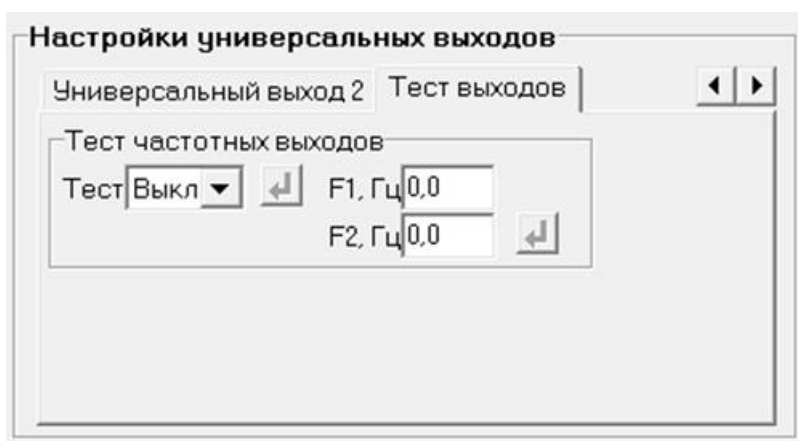 Настройки универсальных выходов
Универсальный выход 2 Тест выходов
Тест частотных выходов
Тест Выкл F1, Гц 0,0
F2, Гц 0,0